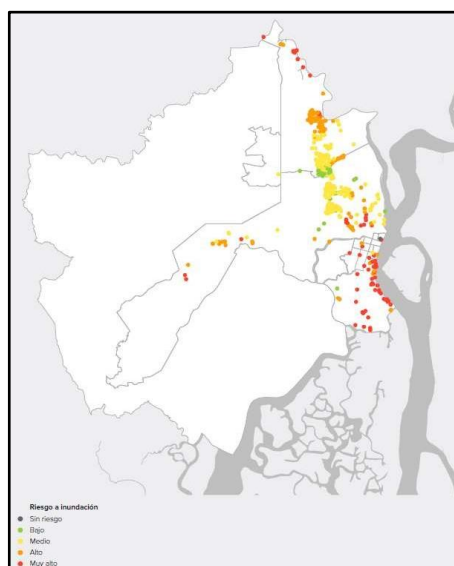 Riesgo a inundación
Sin riesgo
Bajo
Medio
Alto
Muy alto